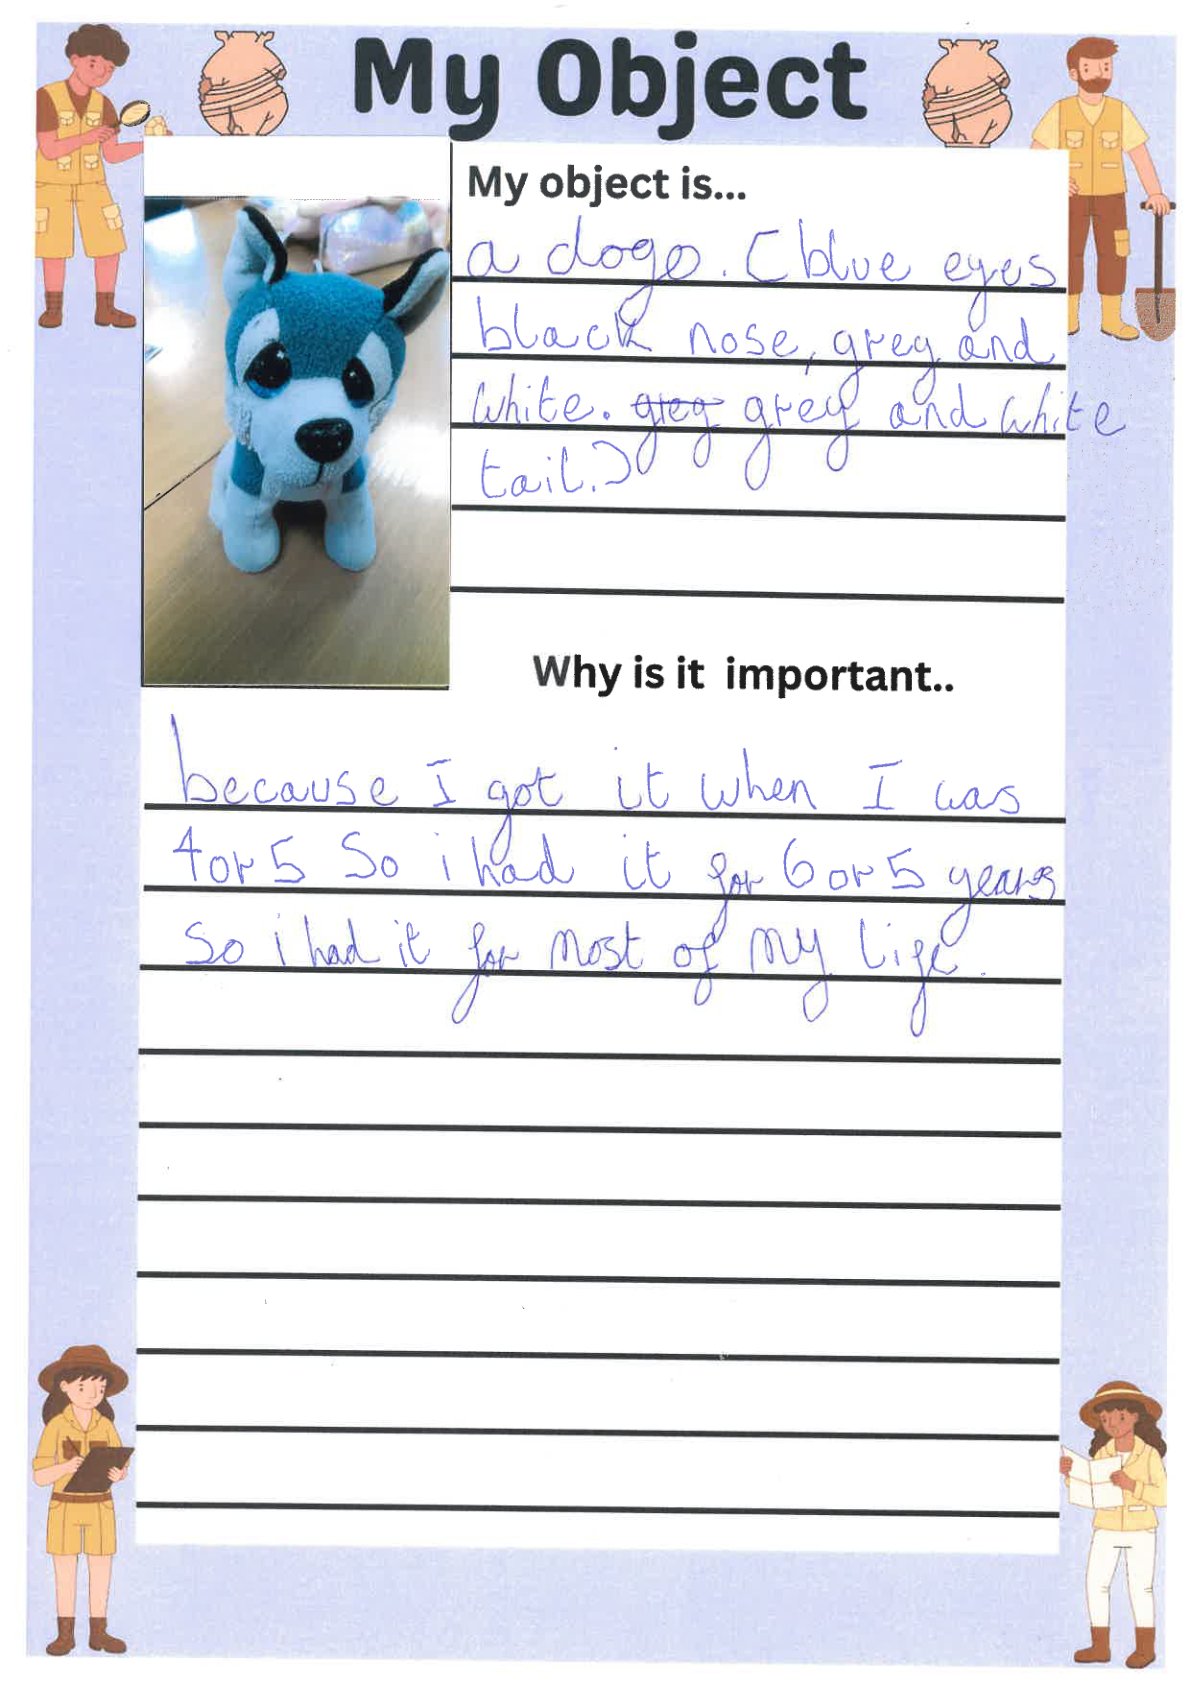 My Object
My object is...
a dogo. (blue eyes
black nose, grey and
white. grey grey and white
tail.)
Why is it important..
because I got it when I was
4 or 5 So i had it for 6 or 5 years
So i had it for most of my life.